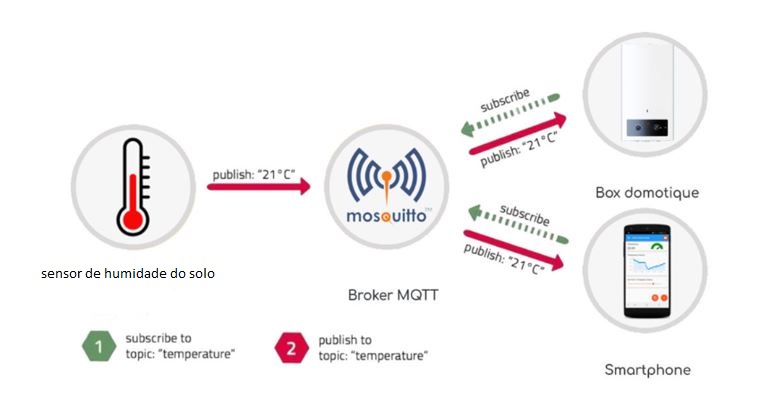 subscribe
publish: "21°C"
Box domotique
publish: "21°C"
mosquitto™
sensor de humidade do solo
Broker MQTT
subscribe
publish: "21°C"
Smartphone
1
subscribe to
topic: "temperature"
2
publish to
topic: "temperature"